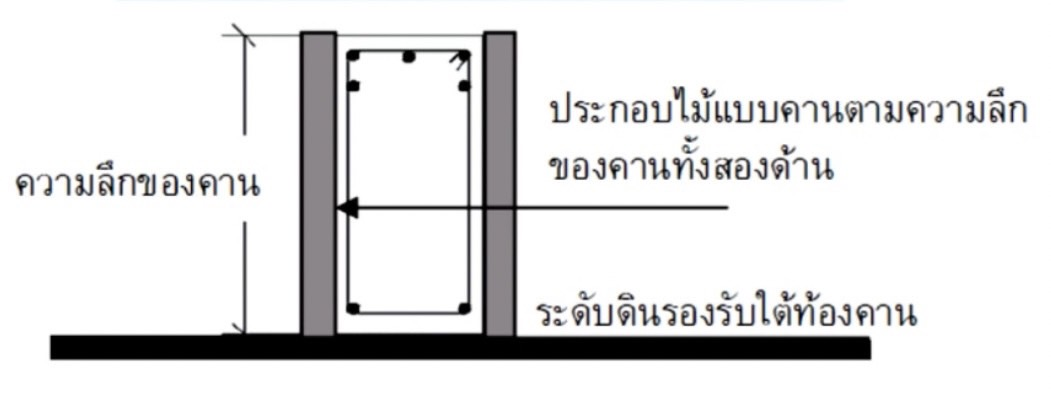 ประกอบไม้แบบคานตามความลึก
ของคานทั้งสองด้าน
ความลึกของคาน
ระดับดินรองรับใต้ท้องคาน